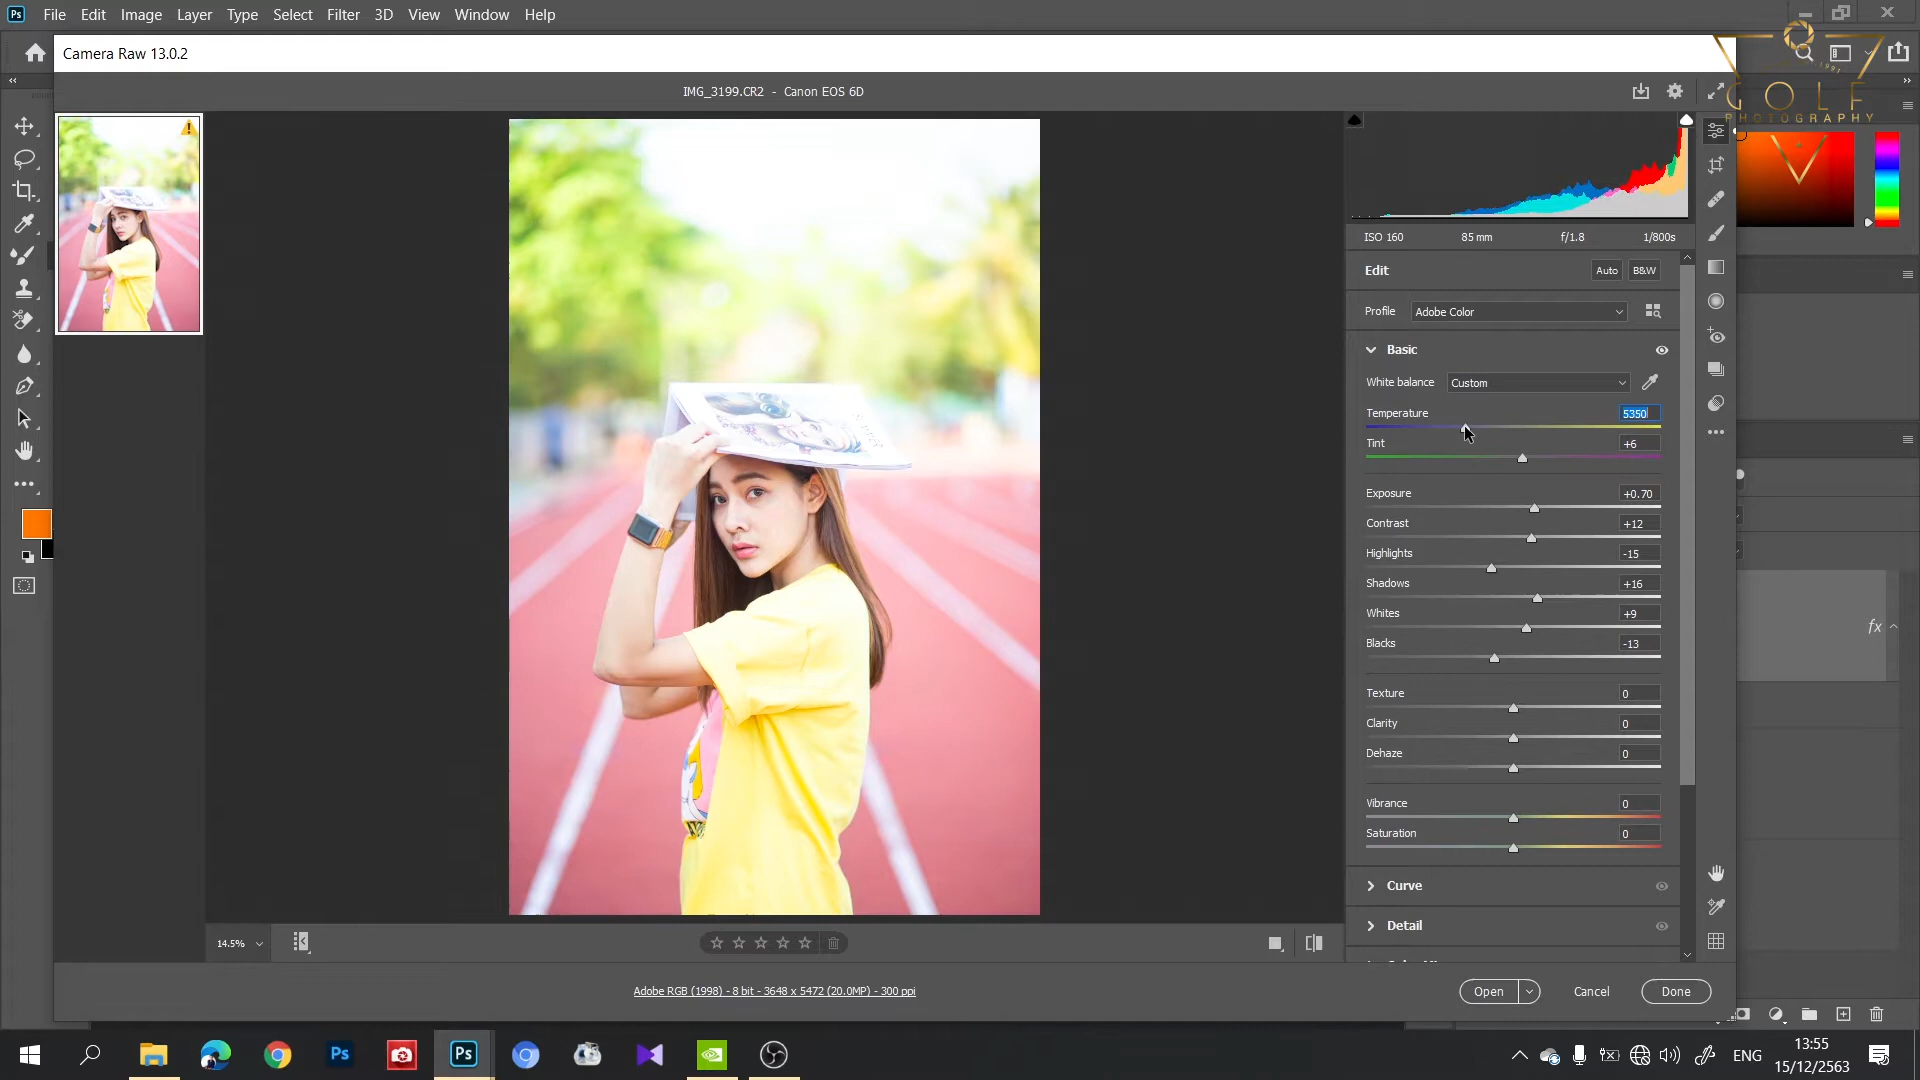 File Edit Image Layer Type Select Filter 3D View Window Help
Camera Raw 13.0.2
IMG_3199.CR2 - Canon EOS 6D
GOLF
PHOTOGRAPHY
ISO 160 85 mm f/1.8 1/800s
Edit Auto B&W
Profile Adobe Color
Basic
White balance Custom
Temperature 5350
Tint +6
Exposure +0.70
Contrast +12
Highlights -15
Shadows +16
Whites +9
Blacks -13
Texture 0
Clarity 0
Dehaze 0
Vibrance 0
Saturation 0
Curve
Detail
fx
14.5%
Adobe RGB (1998) - 8 bit - 3648 x 5472 (20.0MP) - 300 ppi
Open Cancel Done
Ps
Ps
ENG
13:55
15/12/2563